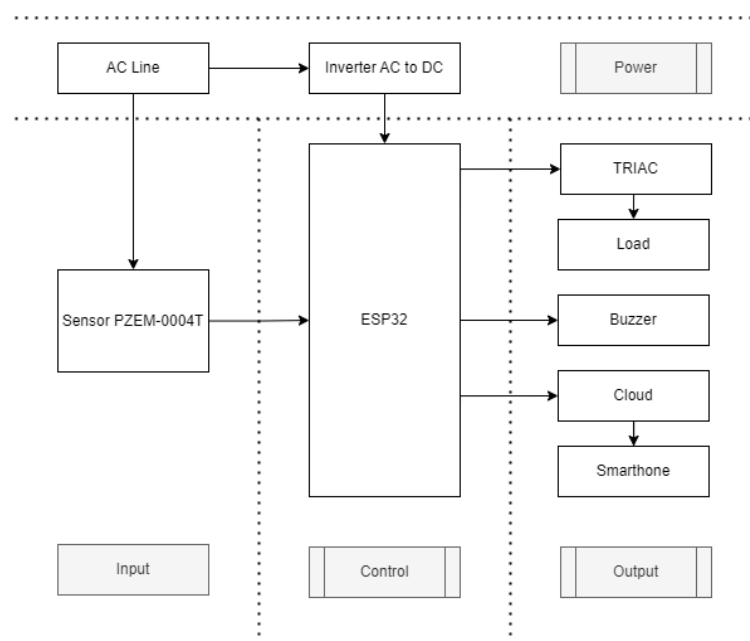 AC Line
Inverter AC to DC
Power
TRIAC
Load
Sensor PZEM-0004T
ESP32
Buzzer
Cloud
Smarthone
Input
Control
Output